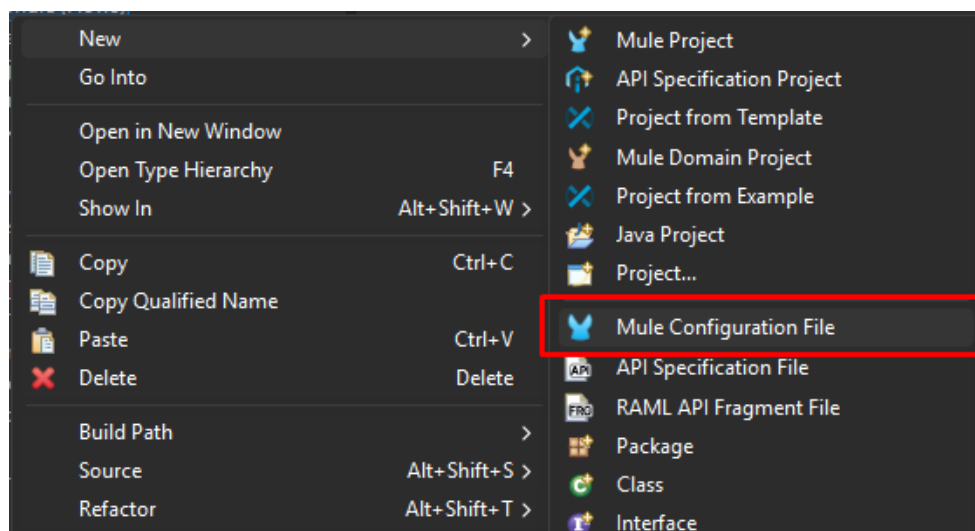 New >
Go Into
Open in New Window
Open Type Hierarchy F4
Show In Alt+Shift+W >
Copy Ctrl+C
Copy Qualified Name
Paste Ctrl+V
Delete Delete
Build Path >
Source Alt+Shift+S >
Refactor Alt+Shift+T >
Mule Project
API Specification Project
Project from Template
Mule Domain Project
Project from Example
Java Project
Project...
Mule Configuration File
API API Specification File
FRG RAML API Fragment File
Package
Class
Interface